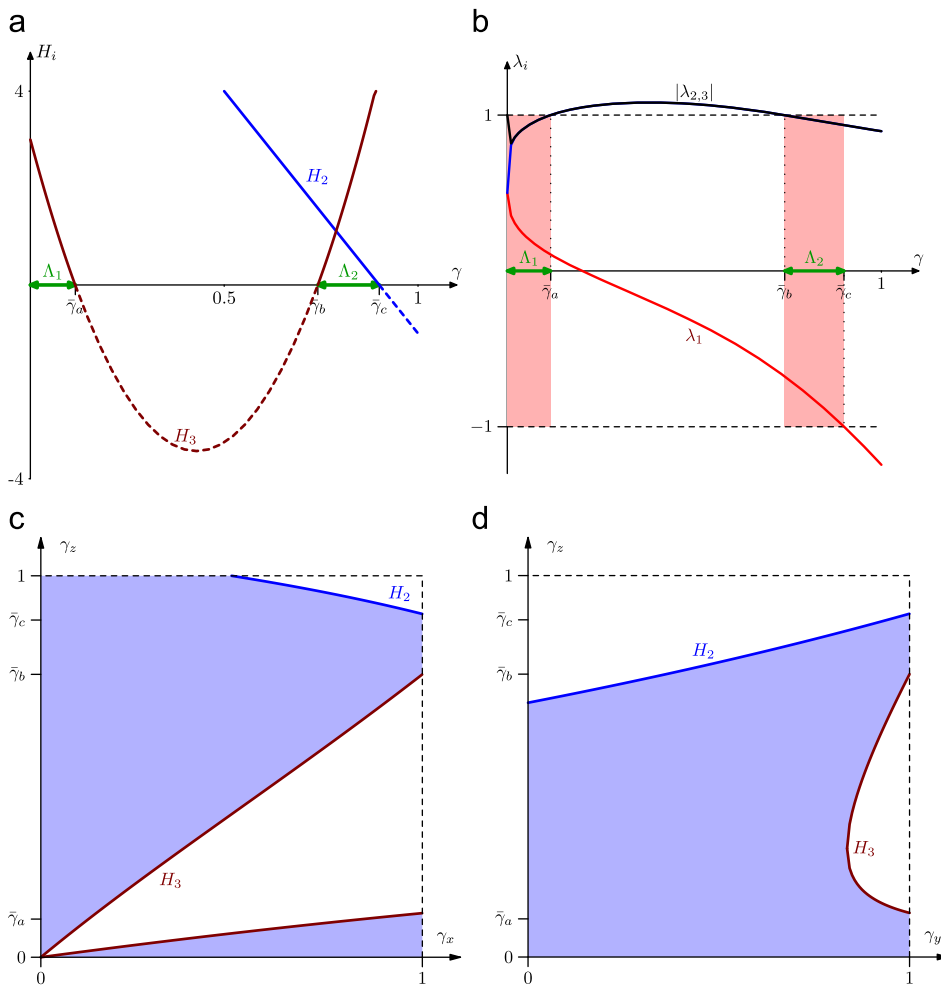 a
H_i
4
H_2
Λ_1
Λ_2
γ
γ̄_a
0.5
γ̄_b
γ̄_c
1
H_3
-4
b
λ_i
|λ_{2,3}|
1
Λ_1
Λ_2
γ
γ̄_a
γ̄_b
γ̄_c
1
λ_1
−1
c
γ_z
1
H_2
γ̄_c
γ̄_b
H_3
γ̄_a
γ_x
0
0
1
d
γ_z
1
γ̄_c
H_2
γ̄_b
H_3
γ̄_a
γ_y
0
0
1